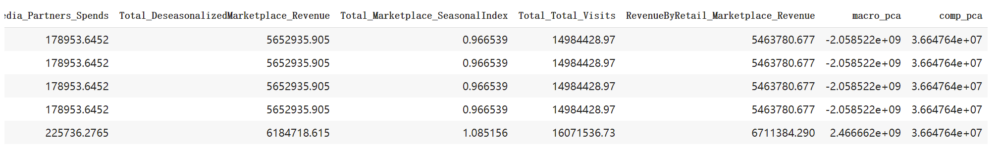 edia_Partners_Spends Total_DeseasonalizedMarketplace_Revenue Total_Marketplace_SeasonalIndex Total_Total_Visits RevenueByRetail_Marketplace_Revenue macro_pca comp_pca
178953.6452 5652935.905 0.966539 14984428.97 5463780.677 -2.058522e+09 3.664764e+07
178953.6452 5652935.905 0.966539 14984428.97 5463780.677 -2.058522e+09 3.664764e+07
178953.6452 5652935.905 0.966539 14984428.97 5463780.677 -2.058522e+09 3.664764e+07
178953.6452 5652935.905 0.966539 14984428.97 5463780.677 -2.058522e+09 3.664764e+07
225736.2765 6184718.615 1.085156 16071536.73 6711384.290 2.466662e+09 3.664764e+07